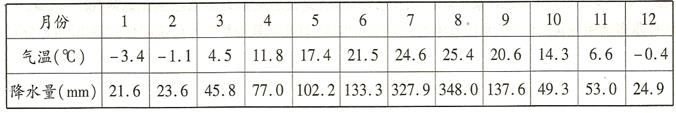 月份 1 2 3 4 5 6 7 8 9 10 11 12
气温(℃) -3.4 -1.1 4.5 11.8 17.4 21.5 24.6 25.4 20.6 14.3 6.6 -0.4
降水量(mm) 21.6 23.6 45.8 77.0 102.2 133.3 327.9 348.0 137.6 49.3 53.0 24.9